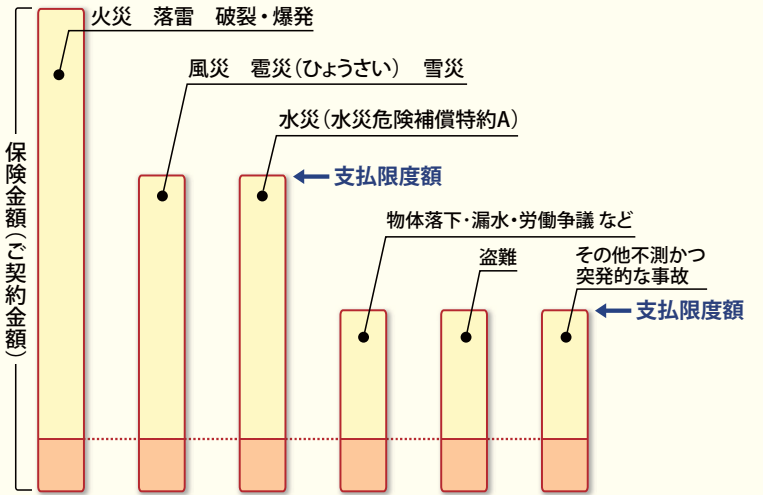 火災　落雷　破裂・爆発
風災　雹災（ひょうさい）　雪災
水災（水災危険補償特約A）
支払限度額
物体落下・漏水・労働争議 など
盗難
その他不測かつ
突発的な事故
支払限度額
保険金額（ご契約金額）